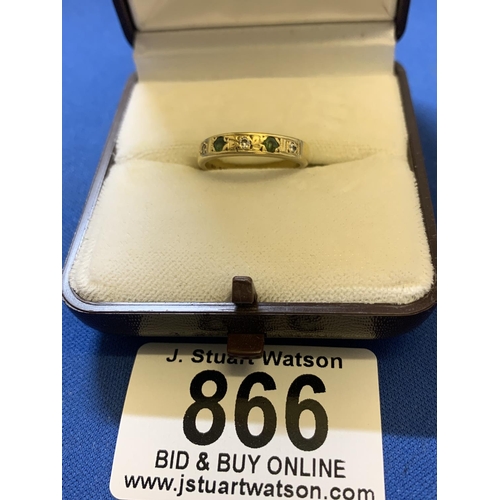 J. Stuart Watson
866
BID & BUY ONLINE
www.jstuartwatson.com